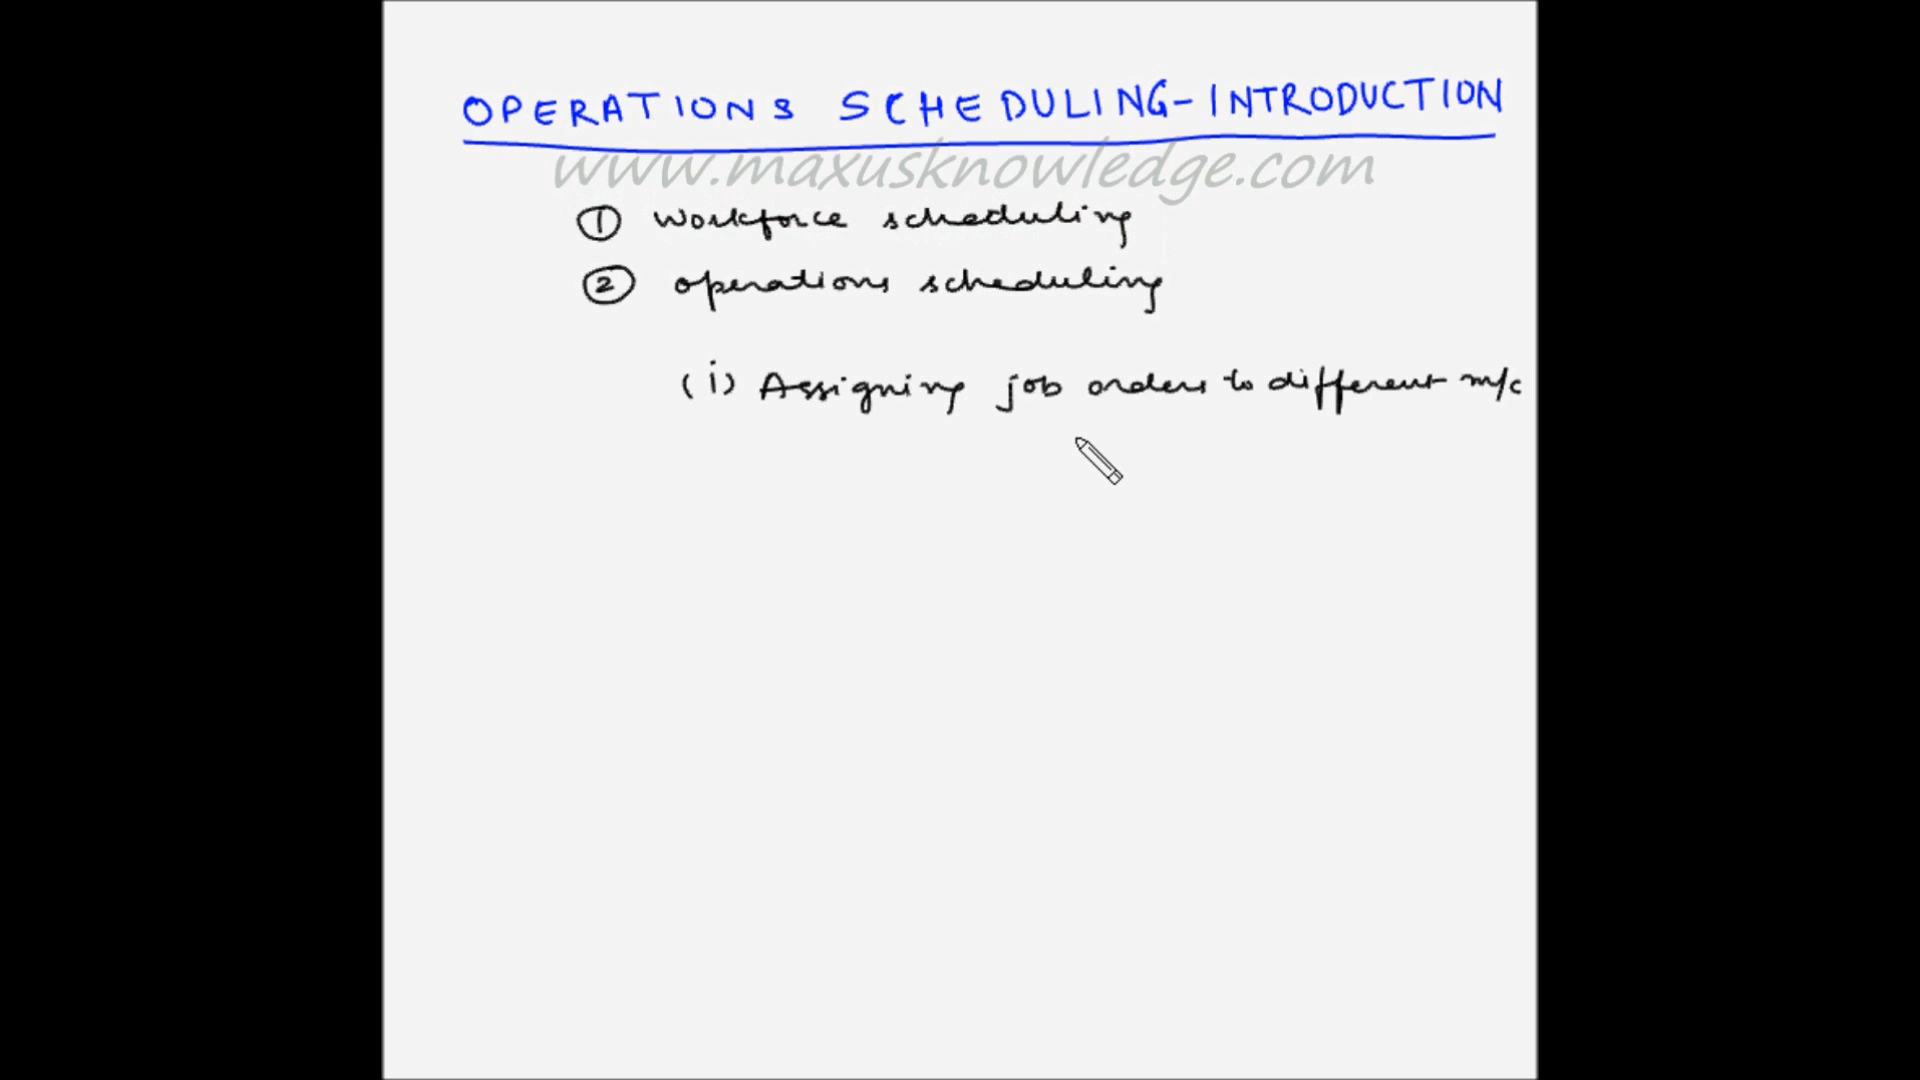 OPERATIONS SCHEDULING-INTRODUCTION
www.maxusknowledge.com
① workforce scheduling
② operations scheduling
(i) Assigning job orders to different m/c